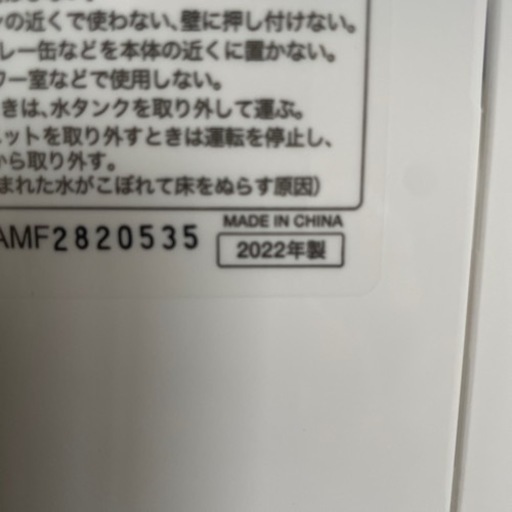 の近くで使わない、壁に押し付けない。
レー缶などを本体の近くに置かない。
ワー室などで使用しない。
きは、水タンクを取り外して運ぶ。
ニットを取り外すときは運転を停止し、
から取り外す。
まれた水がこぼれて床をぬらす原因)
AMF2820535
MADE IN CHINA
2022年製